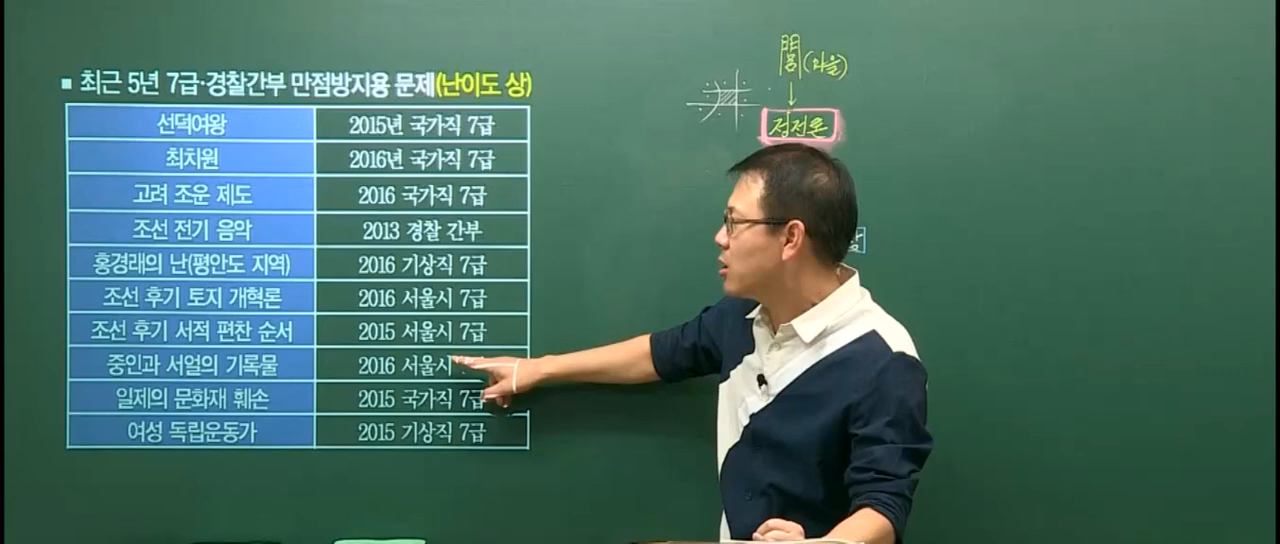 ▪ 최근 5년 7급·경찰간부 만점방지용 문제(난이도 상)
선덕여왕 2015년 국가직 7급
최치원 2016년 국가직 7급
고려 조운 제도 2016 국가직 7급
조선 전기 음악 2013 경찰 간부
홍경래의 난(평안도 지역) 2016 기상직 7급
조선 후기 토지 개혁론 2016 서울시 7급
조선 후기 서적 편찬 순서 2015 서울시 7급
중인과 서얼의 기록물 2016 서울시
일제의 문화재 훼손 2015 국가직 7급
여성 독립운동가 2015 기상직 7급
閭 (마을)
↓
정전론